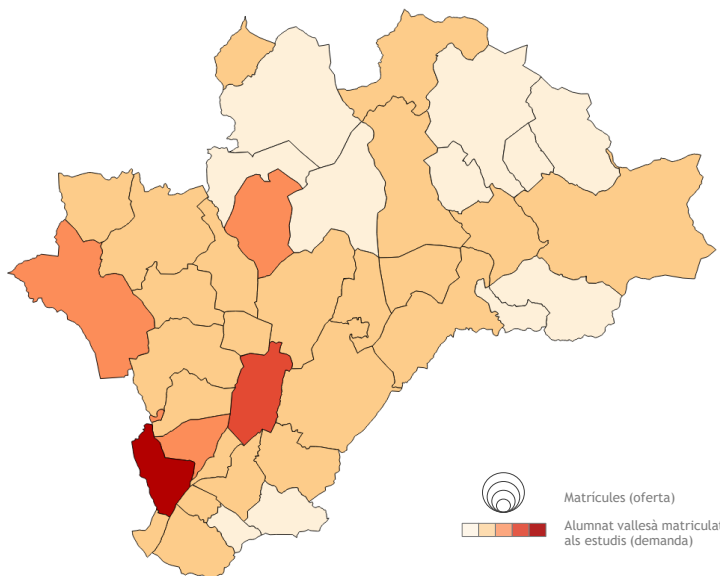 Matrícules (oferta)
Alumnat vallesà matriculat
als estudis (demanda)